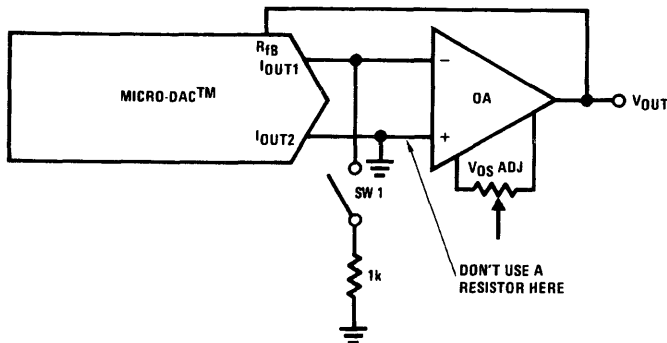 RfB
IOUT1
MICRO-DAC™
IOUT2
−
OA
+
VOUT
VOS ADJ
SW 1
1k
DON'T USE A
RESISTOR HERE